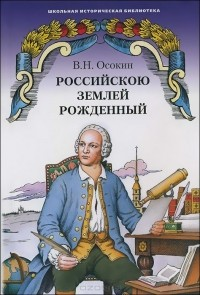 ШКОЛЬНАЯ ИСТОРИЧЕСКАЯ БИБЛИОТЕКА
В.Н. Осокин
РОССИЙСКОЮ
ЗЕМЛЕЙ
РОЖДЕННЫЙ